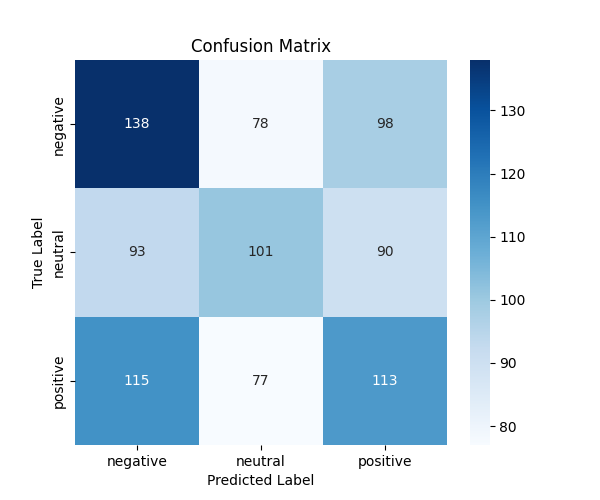 Confusion Matrix
True Label
negative
138 78 98
neutral
93 101 90
positive
115 77 113
negative neutral positive
Predicted Label
130
120
110
100
90
80